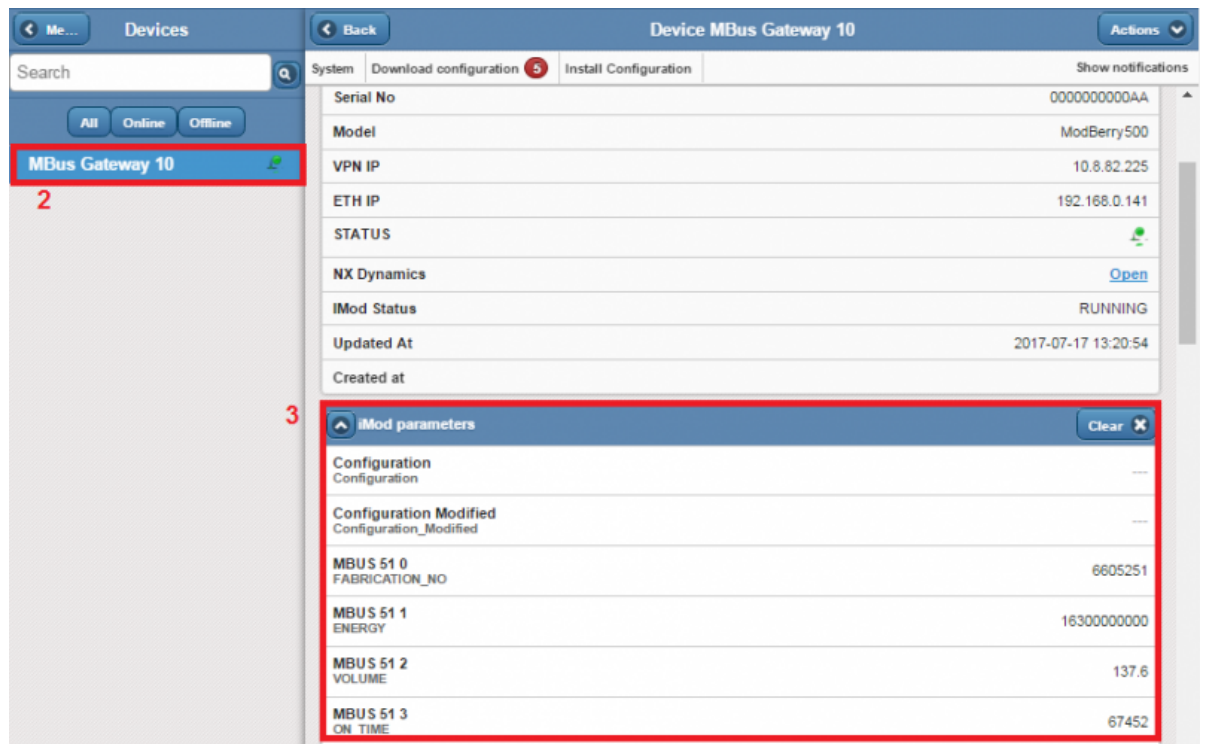 Me... Devices
Search
All Online Offline
MBus Gateway 10
2
Back Device MBus Gateway 10 Actions
System Download configuration 5 Install Configuration Show notifications
Serial No 0000000000AA
Model ModBerry500
VPN IP 10.8.82.225
ETH IP 192.168.0.141
STATUS
NX Dynamics Open
IMod Status RUNNING
Updated At 2017-07-17 13:20:54
Created at
3
iMod parameters Clear
Configuration
Configuration ---
Configuration Modified
Configuration_Modified ---
MBUS 51 0
FABRICATION_NO 6605251
MBUS 51 1
ENERGY 16300000000
MBUS 51 2
VOLUME 137.6
MBUS 51 3
ON_TIME 67452